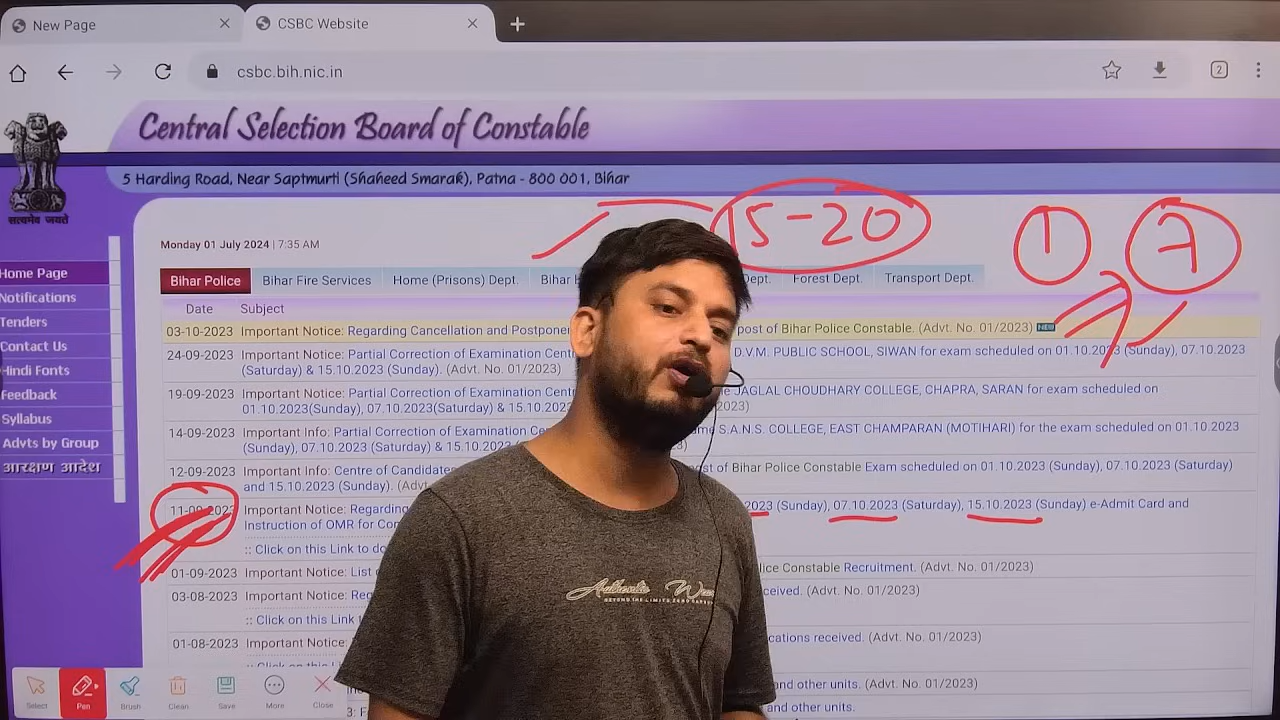 New Page
CSBC Website
csbc.bih.nic.in
2
Central Selection Board of Constable
5 Harding Road, Near Saptmurti (Shaheed Smarak), Patna - 800 001, Bihar
सत्यमेव जयते
15-20
1
7
Monday 01 July 2024 | 7:35 AM
Home Page
Notifications
Tenders
Contact Us
Hindi Fonts
Feedback
Syllabus
Advts by Group
आरक्षण आदेश
Bihar Police Bihar Fire Services Home (Prisons) Dept. Bihar Dept. Forest Dept. Transport Dept.
Date Subject
03-10-2023 Important Notice: Regarding Cancellation and post of Bihar Police Constable. (Advt. No. 01/2023) NEW
24-09-2023 Important Notice: Partial Correction of Examination D.V.M. PUBLIC SCHOOL, SIWAN for exam scheduled on 01.10.2023 (Sunday), 07.10.2023
(Saturday) & 15.10.2023 (Sunday). (Advt. No. 01/2023)
19-09-2023 Important Notice: Partial Correction of Examination JAGLAL CHOUDHARY COLLEGE, CHAPRA, SARAN for exam scheduled on
01.10.2023(Sunday), 07.10.2023(Saturday) & 15.10.2023
14-09-2023 Important Info: Partial Correction of Examination S.A.N.S. COLLEGE, EAST CHAMPARAN (MOTIHARI) for the exam scheduled on 01.10.2023
(Sunday), 07.10.2023 (Saturday) & 15.10.2023
12-09-2023 Important Info: Centre of Candidates of Bihar Police Constable Exam scheduled on 01.10.2023 (Sunday), 07.10.2023 (Saturday)
and 15.10.2023 (Sunday).
11-09-2023 Important Notice: (Sunday), 07.10.2023 (Saturday), 15.10.2023 (Sunday) e-Admit Card and
Instruction of OMR for
:: Click on this Link to
01-09-2023 Important Notice: List Constable Recruitment. (Advt. No. 01/2023)
03-08-2023 Important Notice: (Advt. No. 01/2023)
:: Click on this Link
01-08-2023 Important Notice: received. (Advt. No. 01/2023)
and other units. (Advt. No. 01/2023)
and other units.
Authentic
BEYOND THE LIMITS
Select Pen Brush Clean Save More Close